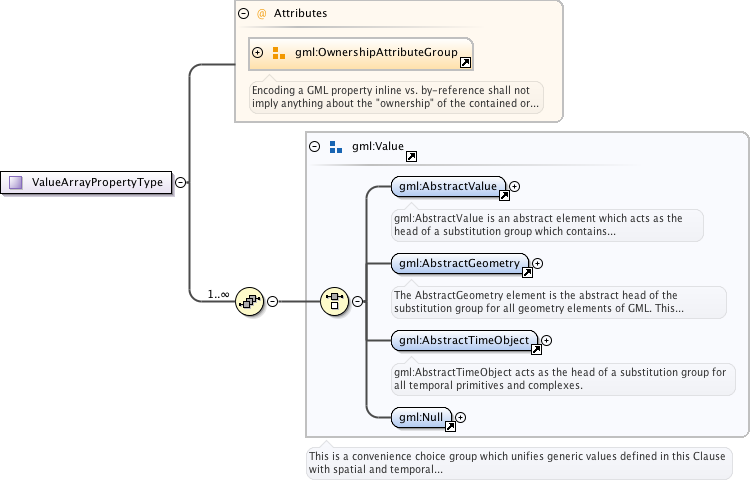 @ Attributes
gml:OwnershipAttributeGroup
Encoding a GML property inline vs. by-reference shall not
imply anything about the "ownership" of the contained or...
gml:Value
ValueArrayPropertyType
gml:AbstractValue
gml:AbstractValue is an abstract element which acts as the
head of a substitution group which contains...
gml:AbstractGeometry
1..∞
The AbstractGeometry element is the abstract head of the
substitution group for all geometry elements of GML. This...
gml:AbstractTimeObject
gml:AbstractTimeObject acts as the head of a substitution group for
all temporal primitives and complexes.
gml:Null
This is a convenience choice group which unifies generic values defined in this Clause
with spatial and temporal...